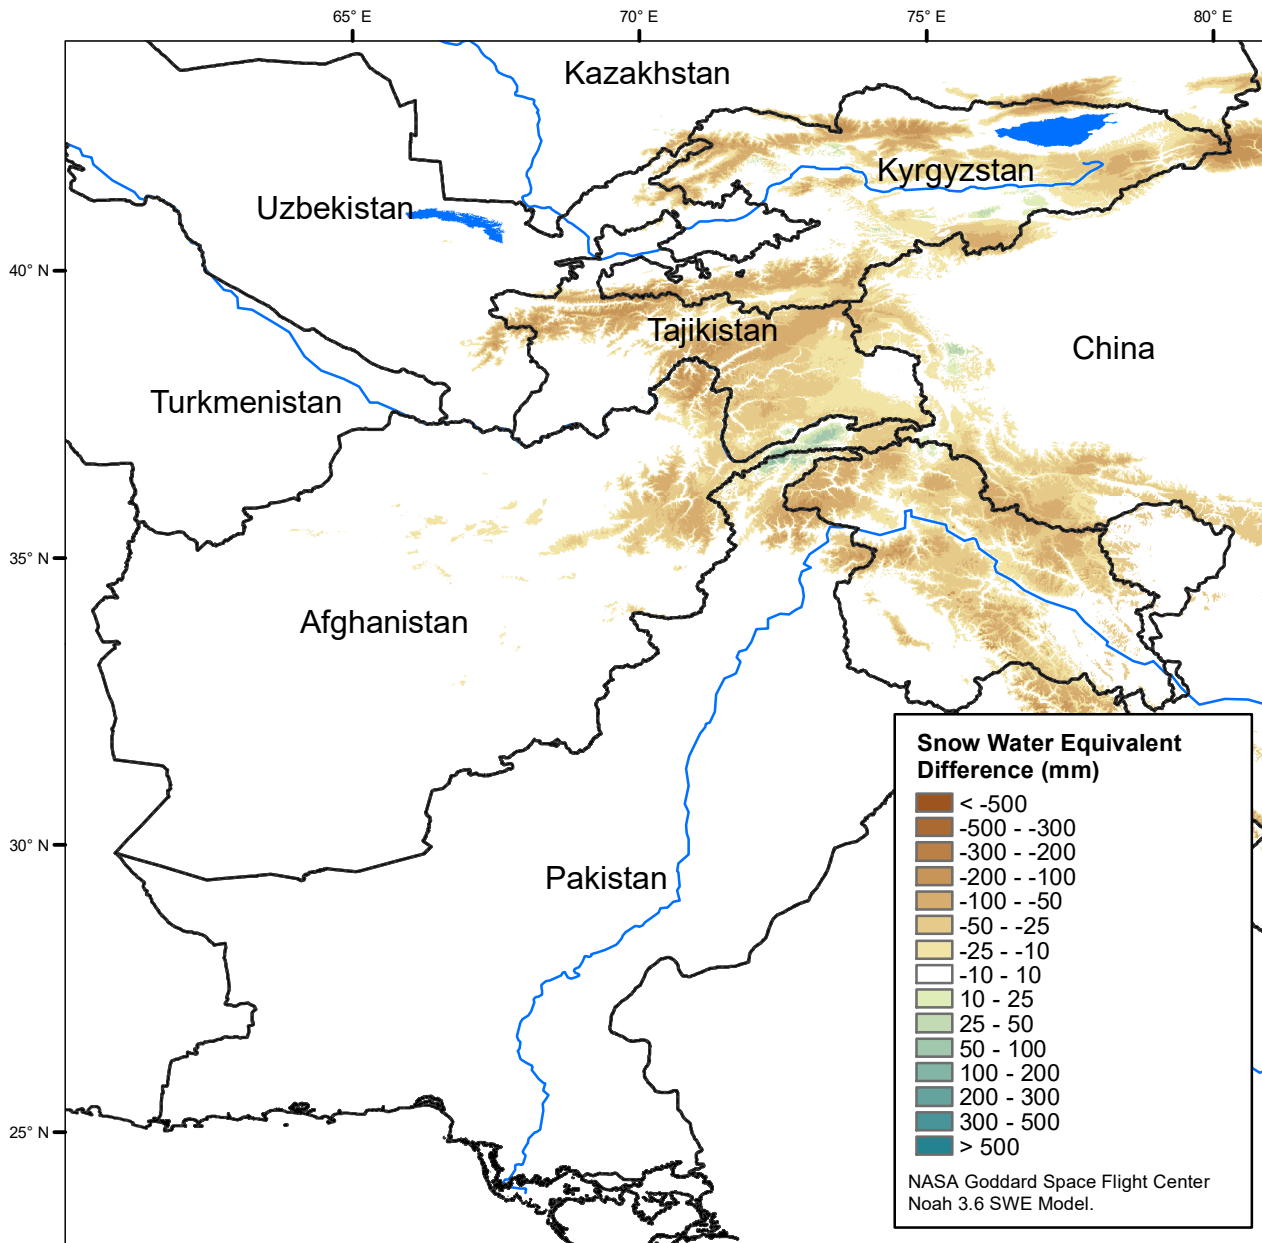 65° E
70° E
75° E
80° E
Kazakhstan
Kyrgyzstan
Uzbekistan
40° N
Tajikistan
China
Turkmenistan
35° N
Afghanistan
Snow Water Equivalent
Difference (mm)
< -500
-500 - -300
-300 - -200
-200 - -100
-100 - -50
-50 - -25
-25 - -10
-10 - 10
10 - 25
25 - 50
50 - 100
100 - 200
200 - 300
300 - 500
> 500
NASA Goddard Space Flight Center
Noah 3.6 SWE Model.
30° N
Pakistan
25° N